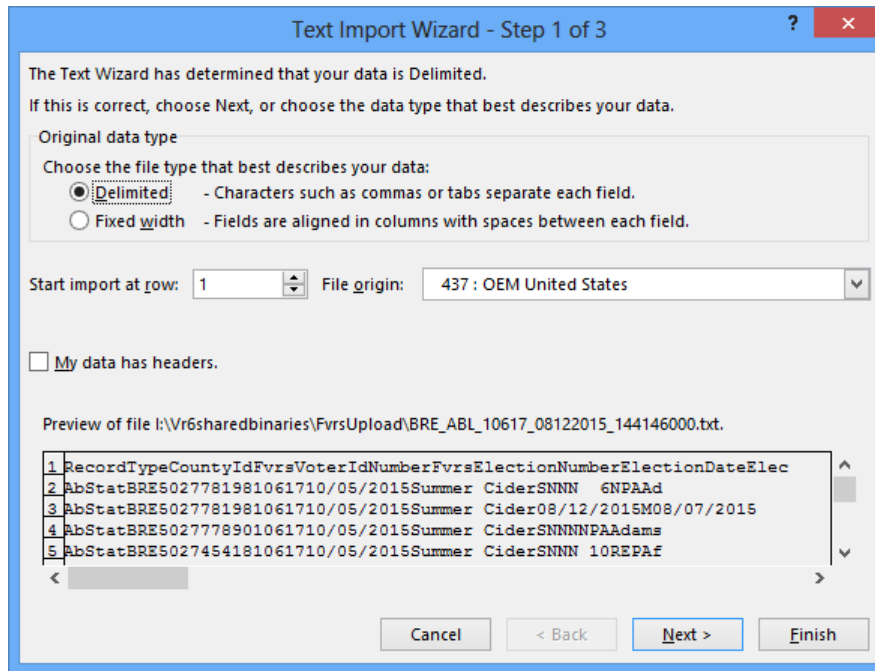 Text Import Wizard - Step 1 of 3
?
The Text Wizard has determined that your data is Delimited.
If this is correct, choose Next, or choose the data type that best describes your data.
Original data type
Choose the file type that best describes your data:
Delimited - Characters such as commas or tabs separate each field.
Fixed width - Fields are aligned in columns with spaces between each field.
Start import at row: 1 File origin: 437 : OEM United States
My data has headers.
Preview of file I:\Vr6sharedbinaries\FvrsUpload\BRE_ABL_10617_08122015_144146000.txt.
1 RecordTypeCountyIdFvrsVoterIdNumberFvrsElectionNumberElectionDateElec
2 AbStatBRE5027781981061710/05/2015Summer CiderSNNN  6NPAAd
3 AbStatBRE5027781981061710/05/2015Summer Cider08/12/2015M08/07/2015
4 AbStatBRE5027778901061710/05/2015Summer CiderSNNNNPAAdams
5 AbStatBRE5027454181061710/05/2015Summer CiderSNNN 10REPAf
Cancel < Back Next > Finish